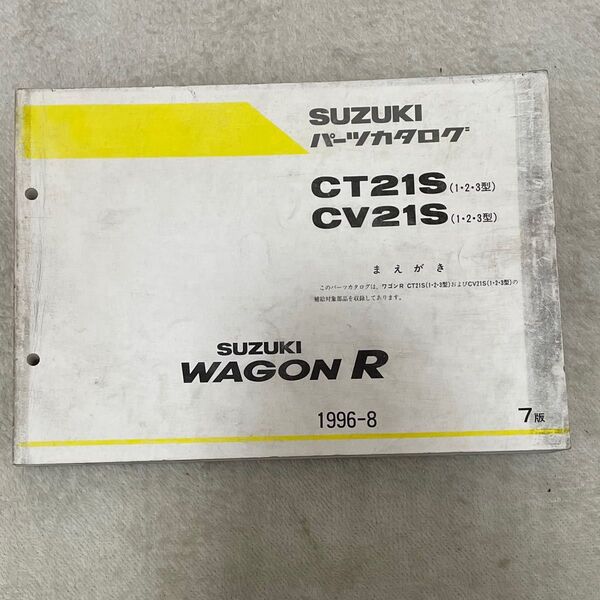 SUZUKI
パーツカタログ
CT21S(1・2・3型)
CV21S(1・2・3型)
まえがき
このパーツカタログは、ワゴンR CT21S(1・2・3型)およびCV21S(1・2・3型)の
補給対象部品を収録してあります。
SUZUKI
WAGON R
1996-8
7版